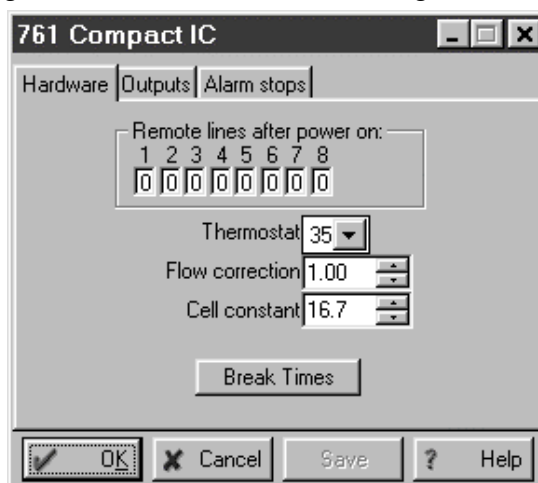 761 Compact IC
Hardware Outputs Alarm stops
Remote lines after power on:
1 2 3 4 5 6 7 8
0 0 0 0 0 0 0 0
Thermostat 35
Flow correction 1.00
Cell constant 16.7
Break Times
OK Cancel Save ? Help